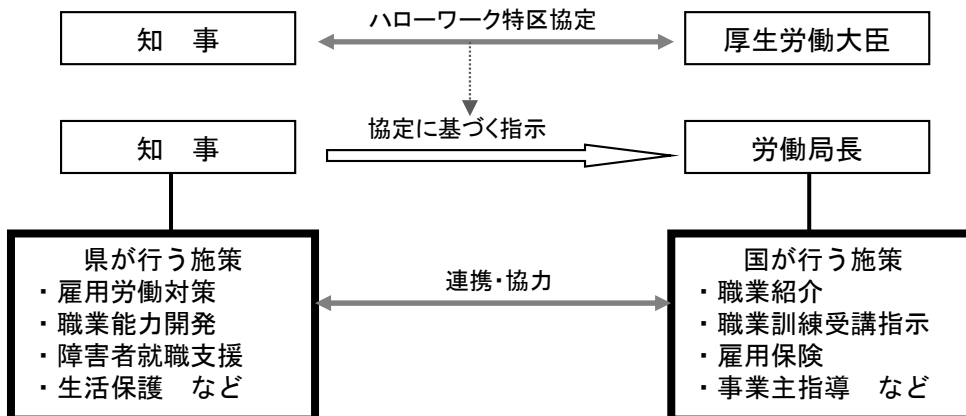 ハローワーク特区協定
知　事
厚生労働大臣
協定に基づく指示
知　事
労働局長
県が行う施策
・雇用労働対策
・職業能力開発
・障害者就職支援
・生活保護　など
連携・協力
国が行う施策
・職業紹介
・職業訓練受講指示
・雇用保険
・事業主指導　など